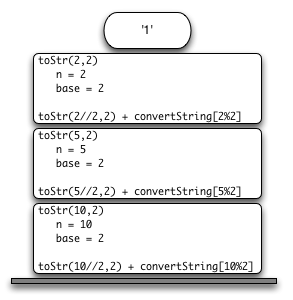 '1'
toStr(2,2)
n = 2
base = 2
toStr(2//2,2) + convertString[2%2]
toStr(5,2)
n = 5
base = 2
toStr(5//2,2) + convertString[5%2]
toStr(10,2)
n = 10
base = 2
toStr(10//2,2) + convertString[10%2]